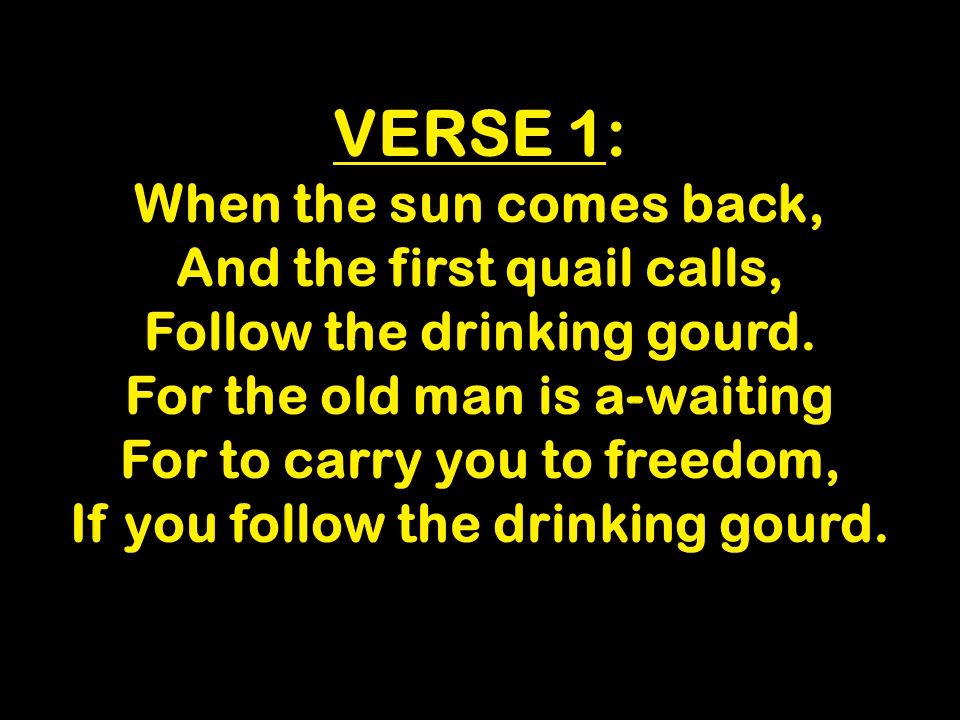 VERSE 1:
When the sun comes back,
And the first quail calls,
Follow the drinking gourd.
For the old man is a-waiting
For to carry you to freedom,
If you follow the drinking gourd.